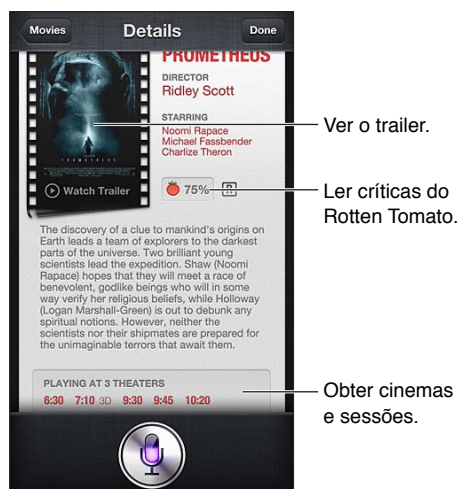 Movies
Details
Done
PROMETHEUS
DIRECTOR
Ridley Scott
STARRING
Noomi Rapace
Michael Fassbender
Charlize Theron
PROMETHEUS
Watch Trailer
75%
R
The discovery of a clue to mankind's origins on
Earth leads a team of explorers to the darkest
parts of the universe. Two brilliant young
scientists lead the expedition. Shaw (Noomi
Rapace) hopes that they will meet a race of
benevolent, godlike beings who will in some
way verify her religious beliefs, while Holloway
(Logan Marshall-Green) is out to debunk any
spiritual notions. However, neither the
scientists nor their shipmates are prepared for
the unimaginable terrors that await them.
PLAYING AT 3 THEATERS
6:30 7:10 3D 9:30 9:45 10:20
Ver o trailer.
Ler críticas do
Rotten Tomato.
Obter cinemas
e sessões.